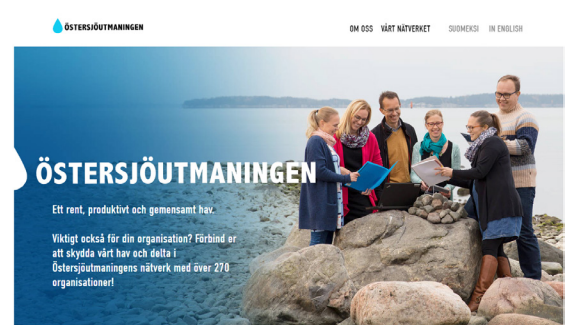 ÖSTERSJÖUTMANINGEN
OM OSS VÅRT NÄTVERKET SUOMEKSI IN ENGLISH
ÖSTERSJÖUTMANINGEN
Ett rent, produktivt och gemensamt hav.
Viktigt också för din organisation? Förbind er
att skydda vårt hav och delta i
Östersjöutmaningens nätverk med över 270
organisationer!